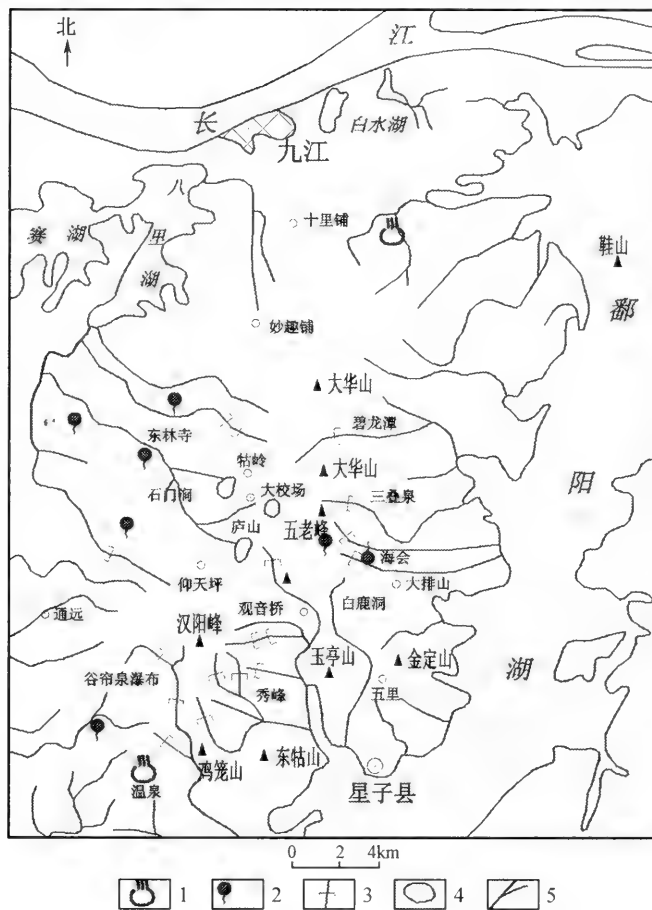 北
江
长
白水湖
九江
八
里
湖
赛湖
十里铺
鞋山
鄱
妙趣铺
大华山
碧龙潭
东林寺
牯岭
大华山
阳
石门涧
大校场
三叠泉
庐山
五老峰
海会
仰天坪
大排山
通远
观音桥
白鹿洞
汉阳峰
玉亭山
金定山
湖
谷帘泉瀑布
秀峰
五里
鸡笼山
东牯山
温泉
星子县
0 2 4km
1 2 3 4 5